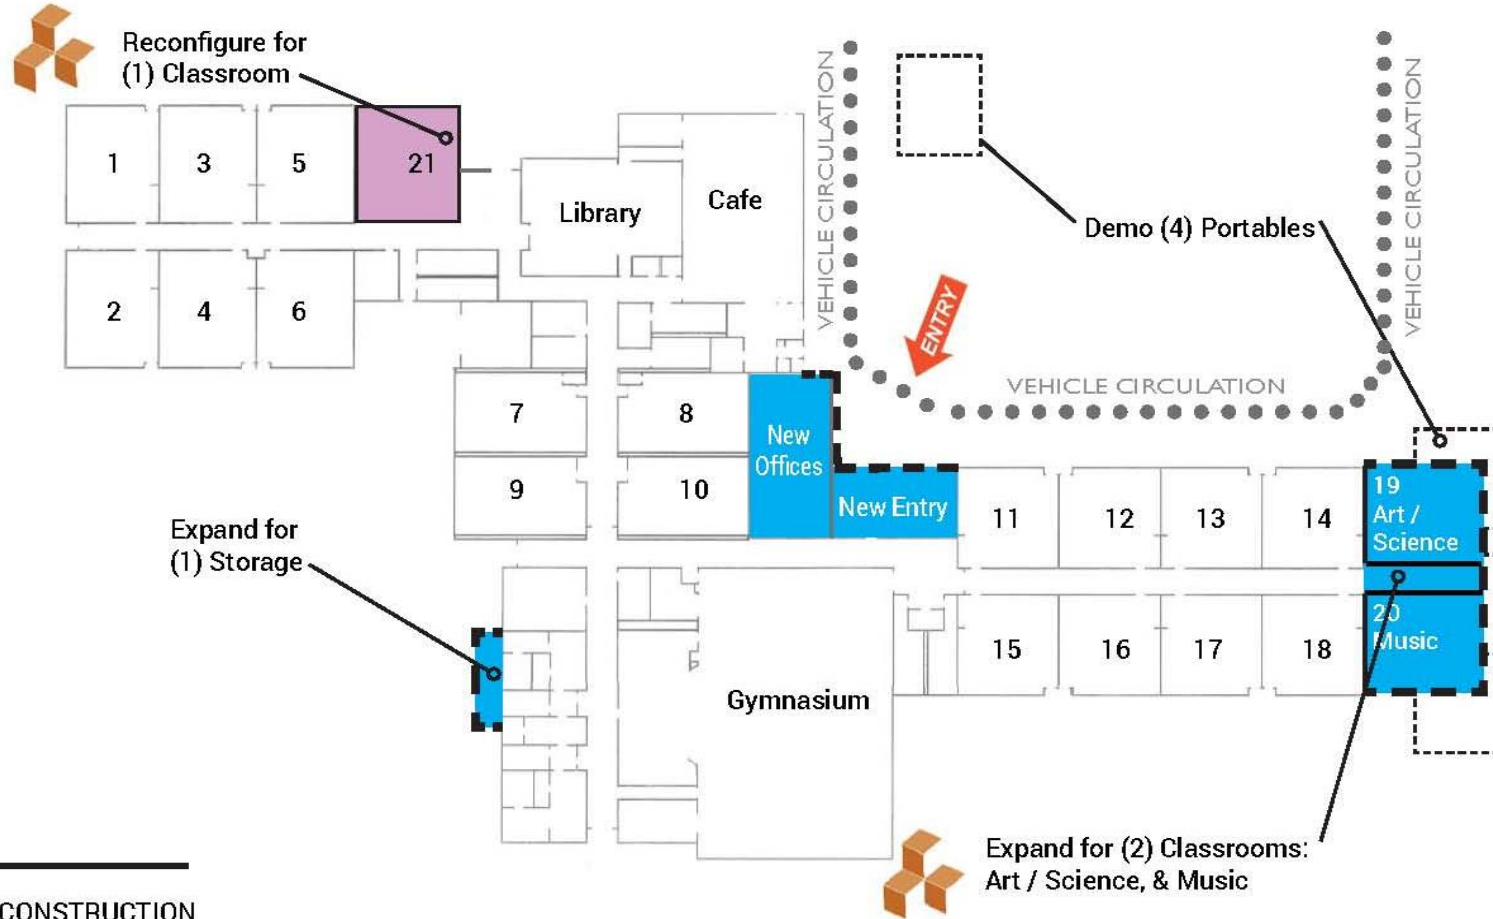 Reconfigure for
(1) Classroom
1
3
5
21
2
4
6
Library
Cafe
VEHICLE CIRCULATION
VEHICLE CIRCULATION
Demo (4) Portables
ENTRY
VEHICLE CIRCULATION
7
8
9
10
New
Offices
New Entry
11
12
13
14
19
Art /
Science
Expand for
(1) Storage
15
16
17
18
20
Music
Gymnasium
Expand for (2) Classrooms:
Art / Science, & Music
CONSTRUCTION